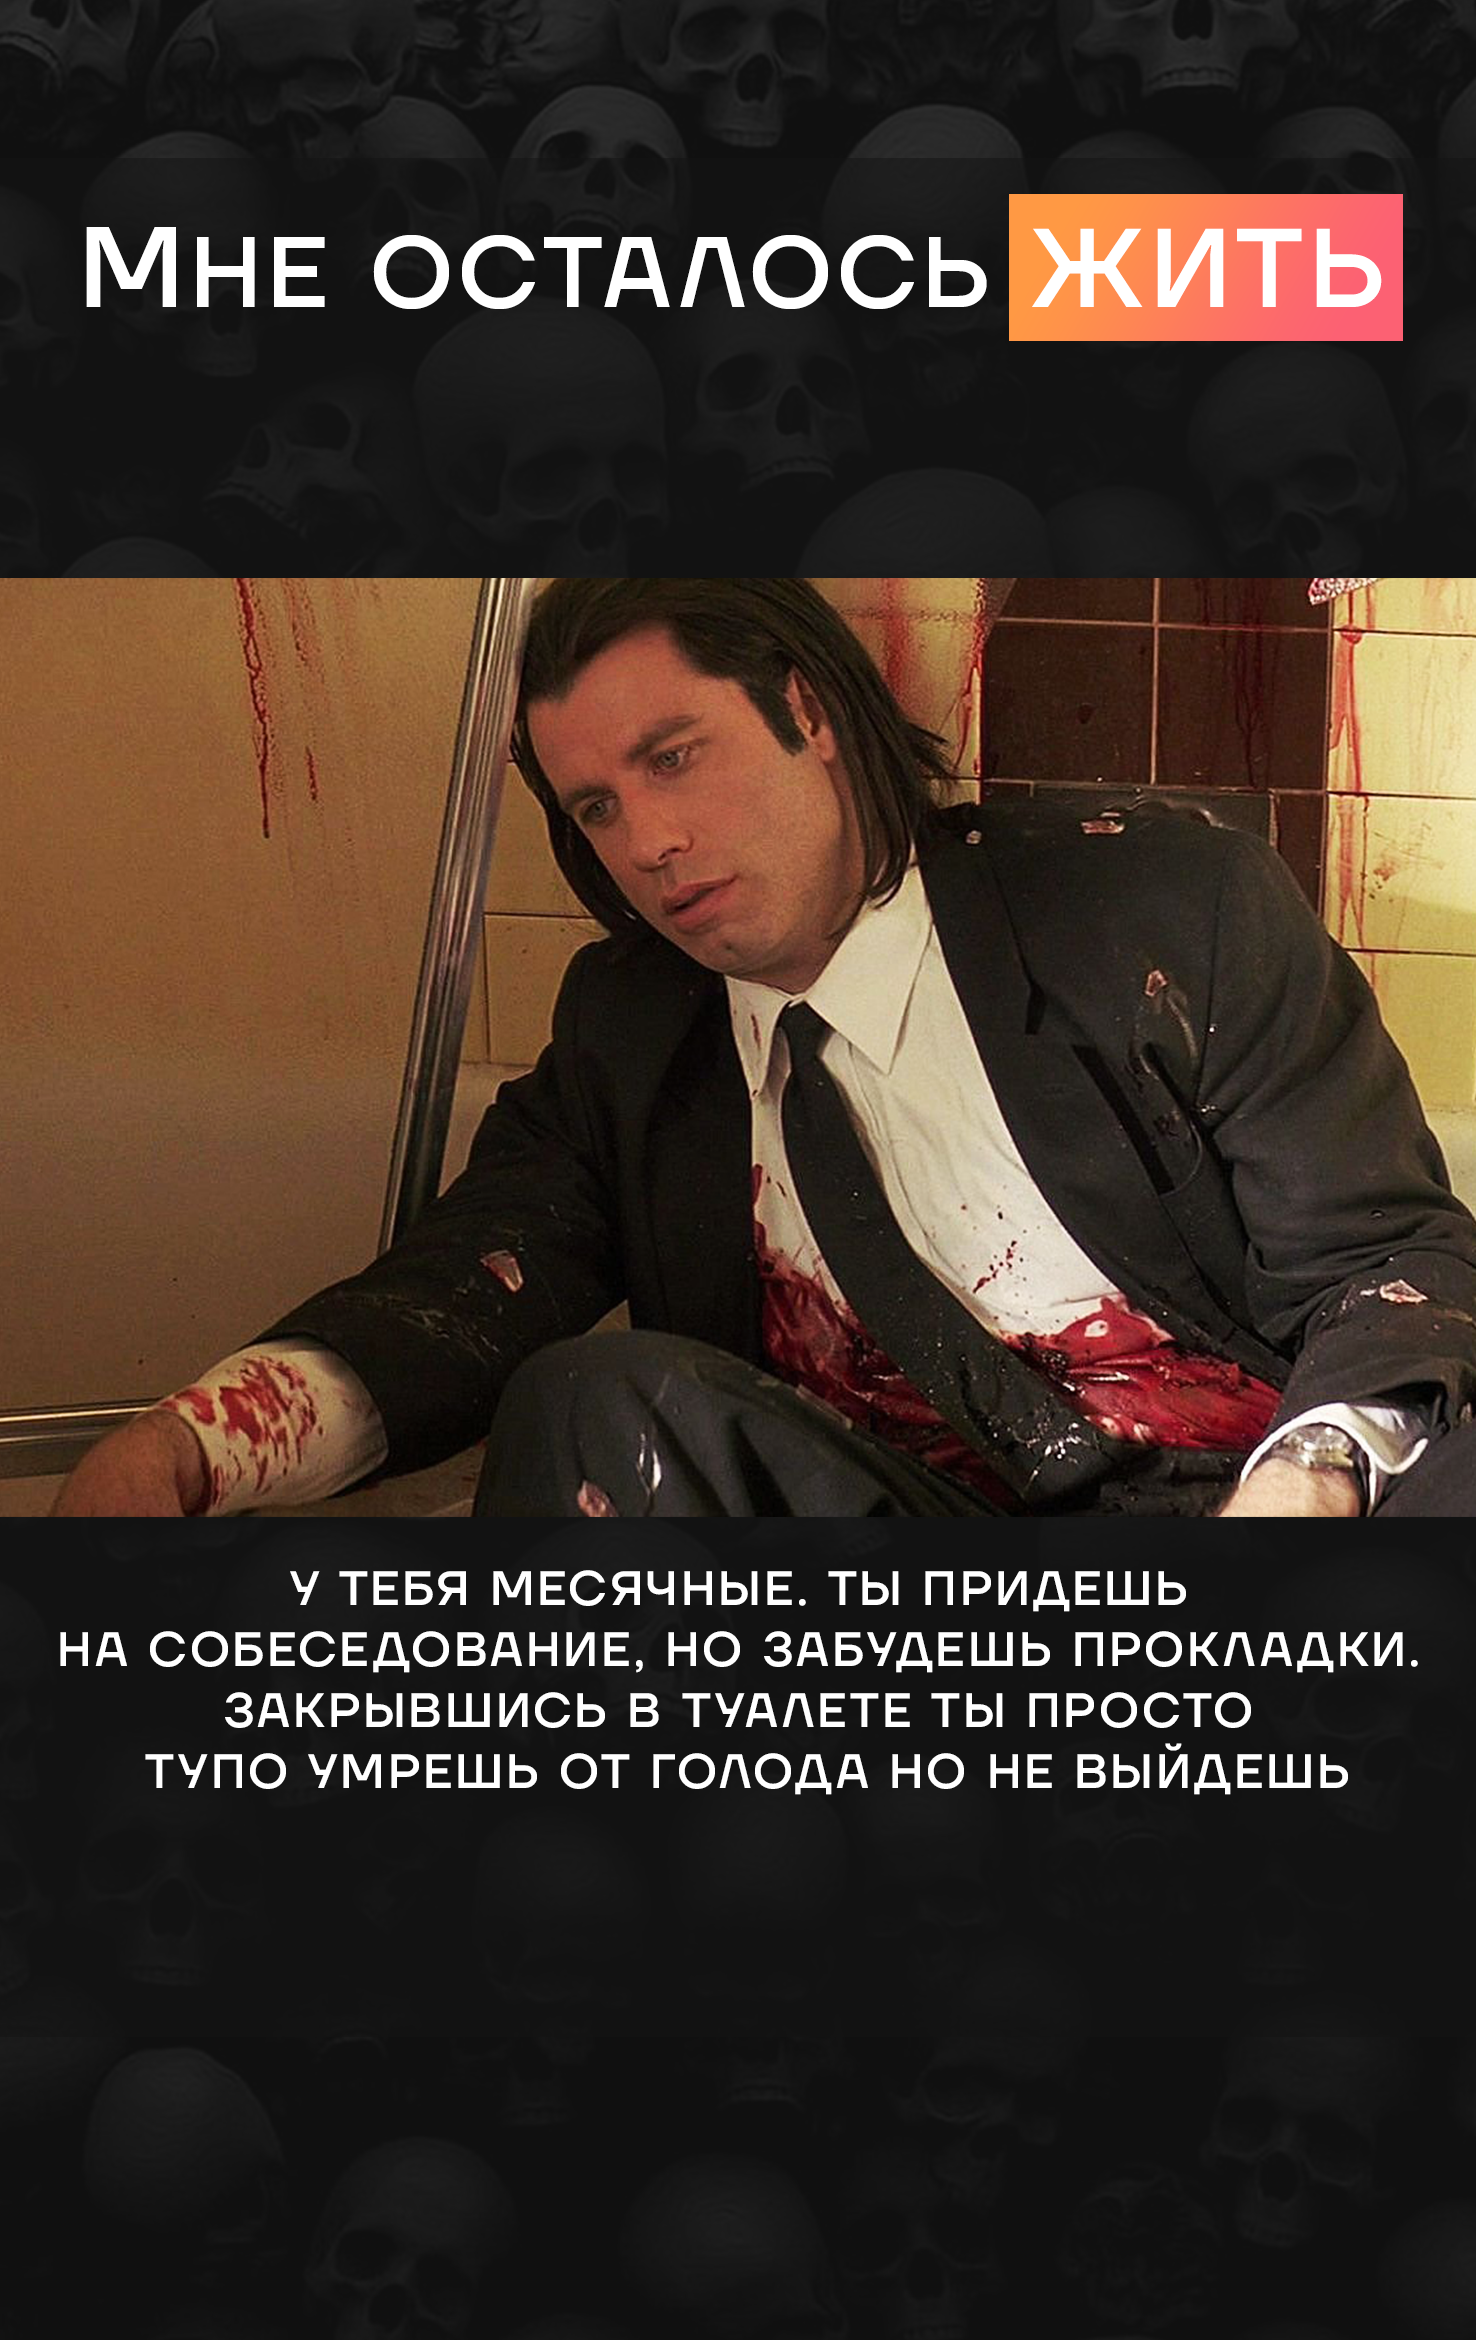 Мне осталось жить
У ТЕБЯ МЕСЯЧНЫЕ. ТЫ ПРИДЕШЬ
НА СОБЕСЕДОВАНИЕ, НО ЗАБУДЕШЬ ПРОКЛАДКИ.
ЗАКРЫВШИСЬ В ТУАЛЕТЕ ТЫ ПРОСТО
ТУПО УМРЕШЬ ОТ ГОЛОДА НО НЕ ВЫЙДЕШЬ